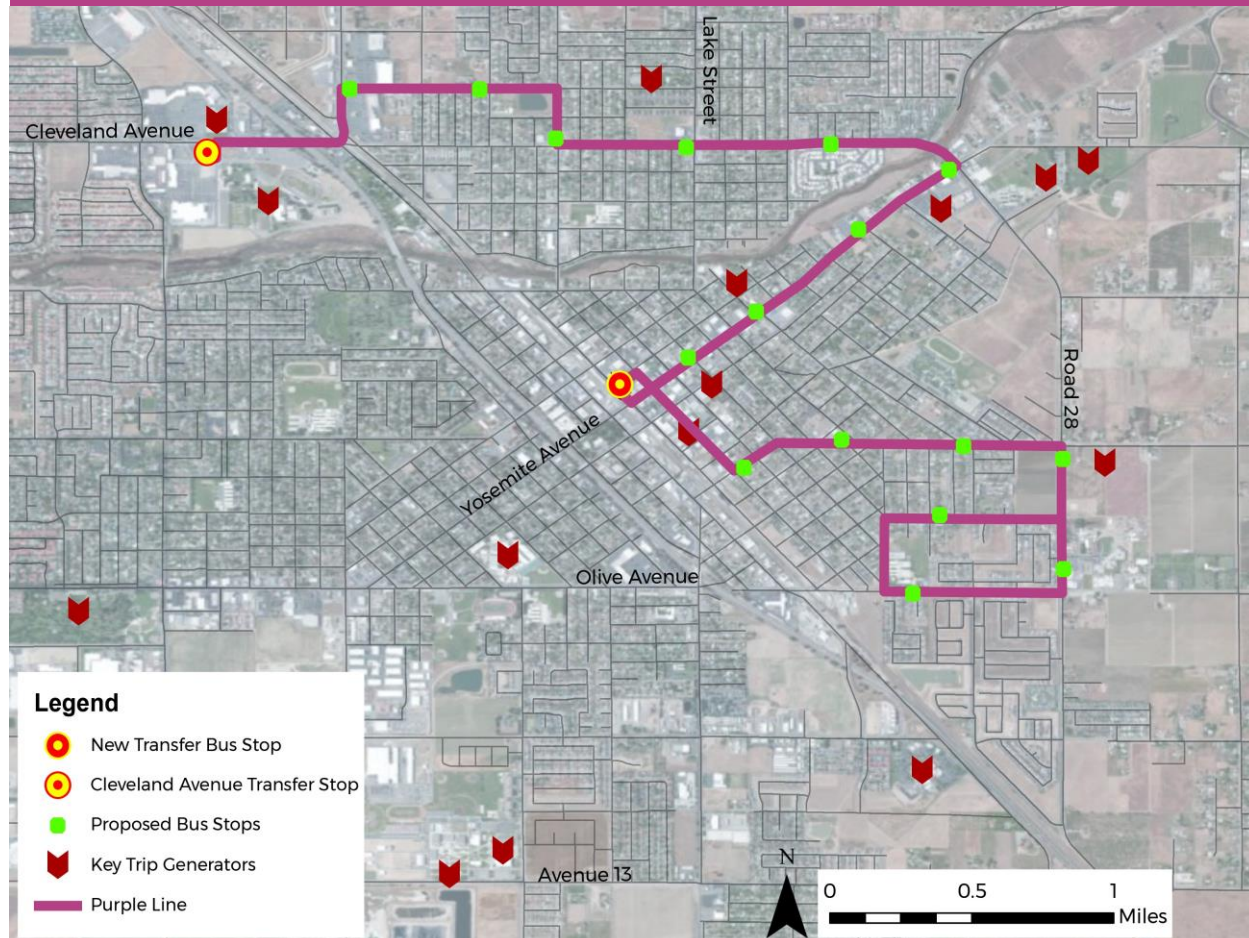 Lake Street
Cleveland Avenue
Road 28
Yosemite Avenue
Olive Avenue
Avenue 13
Legend
New Transfer Bus Stop
Cleveland Avenue Transfer Stop
Proposed Bus Stops
Key Trip Generators
Purple Line
N
0 0.5 1
Miles